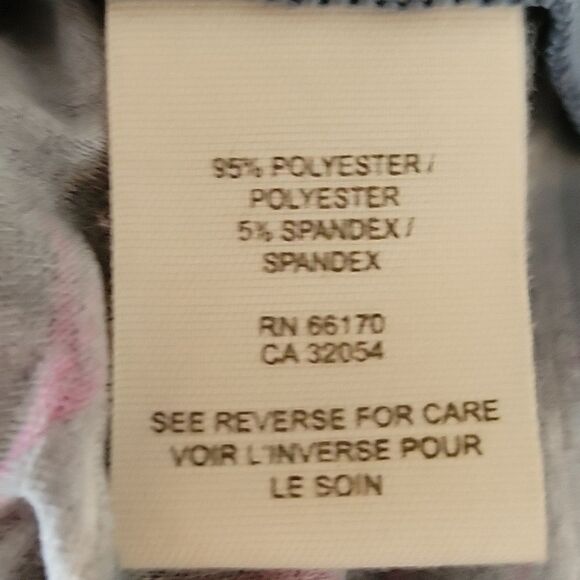 95% POLYESTER /
POLYESTER
5% SPANDEX /
SPANDEX
RN 66170
CA 32054
SEE REVERSE FOR CARE
VOIR L'INVERSE POUR
LE SOIN